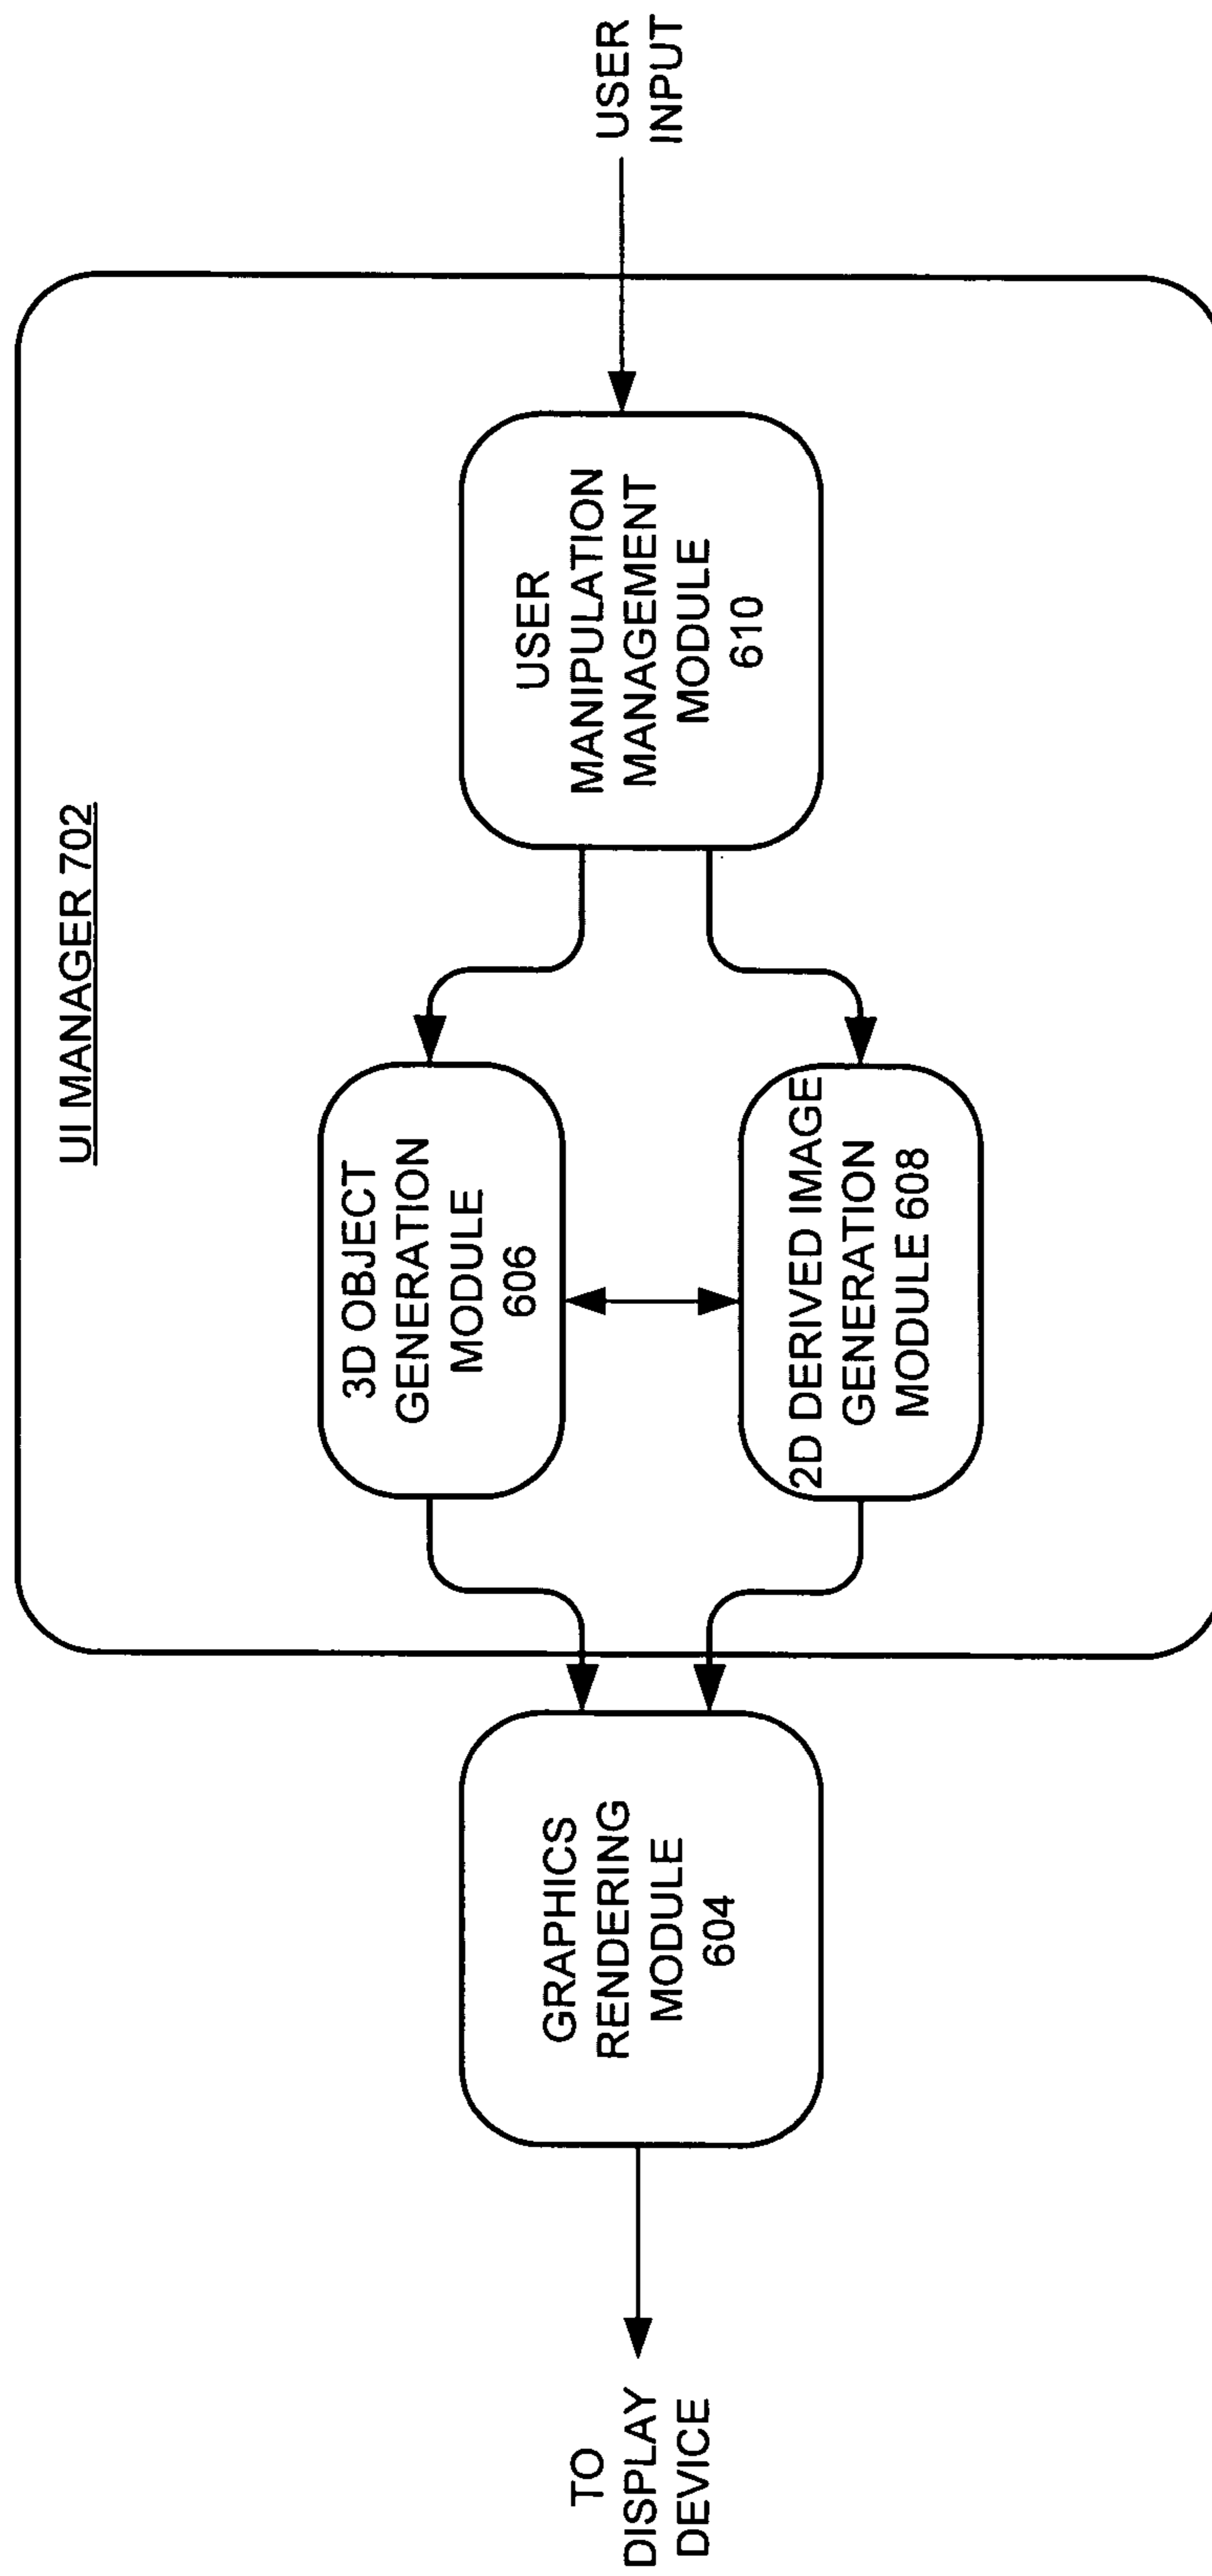 UI MANAGER 702
TO
DISPLAY
DEVICE
GRAPHICS
RENDERING
MODULE
604
3D OBJECT
GENERATION
MODULE
606
2D DERIVED IMAGE
GENERATION
MODULE 608
USER
MANIPULATION
MANAGEMENT
MODULE
610
USER
INPUT